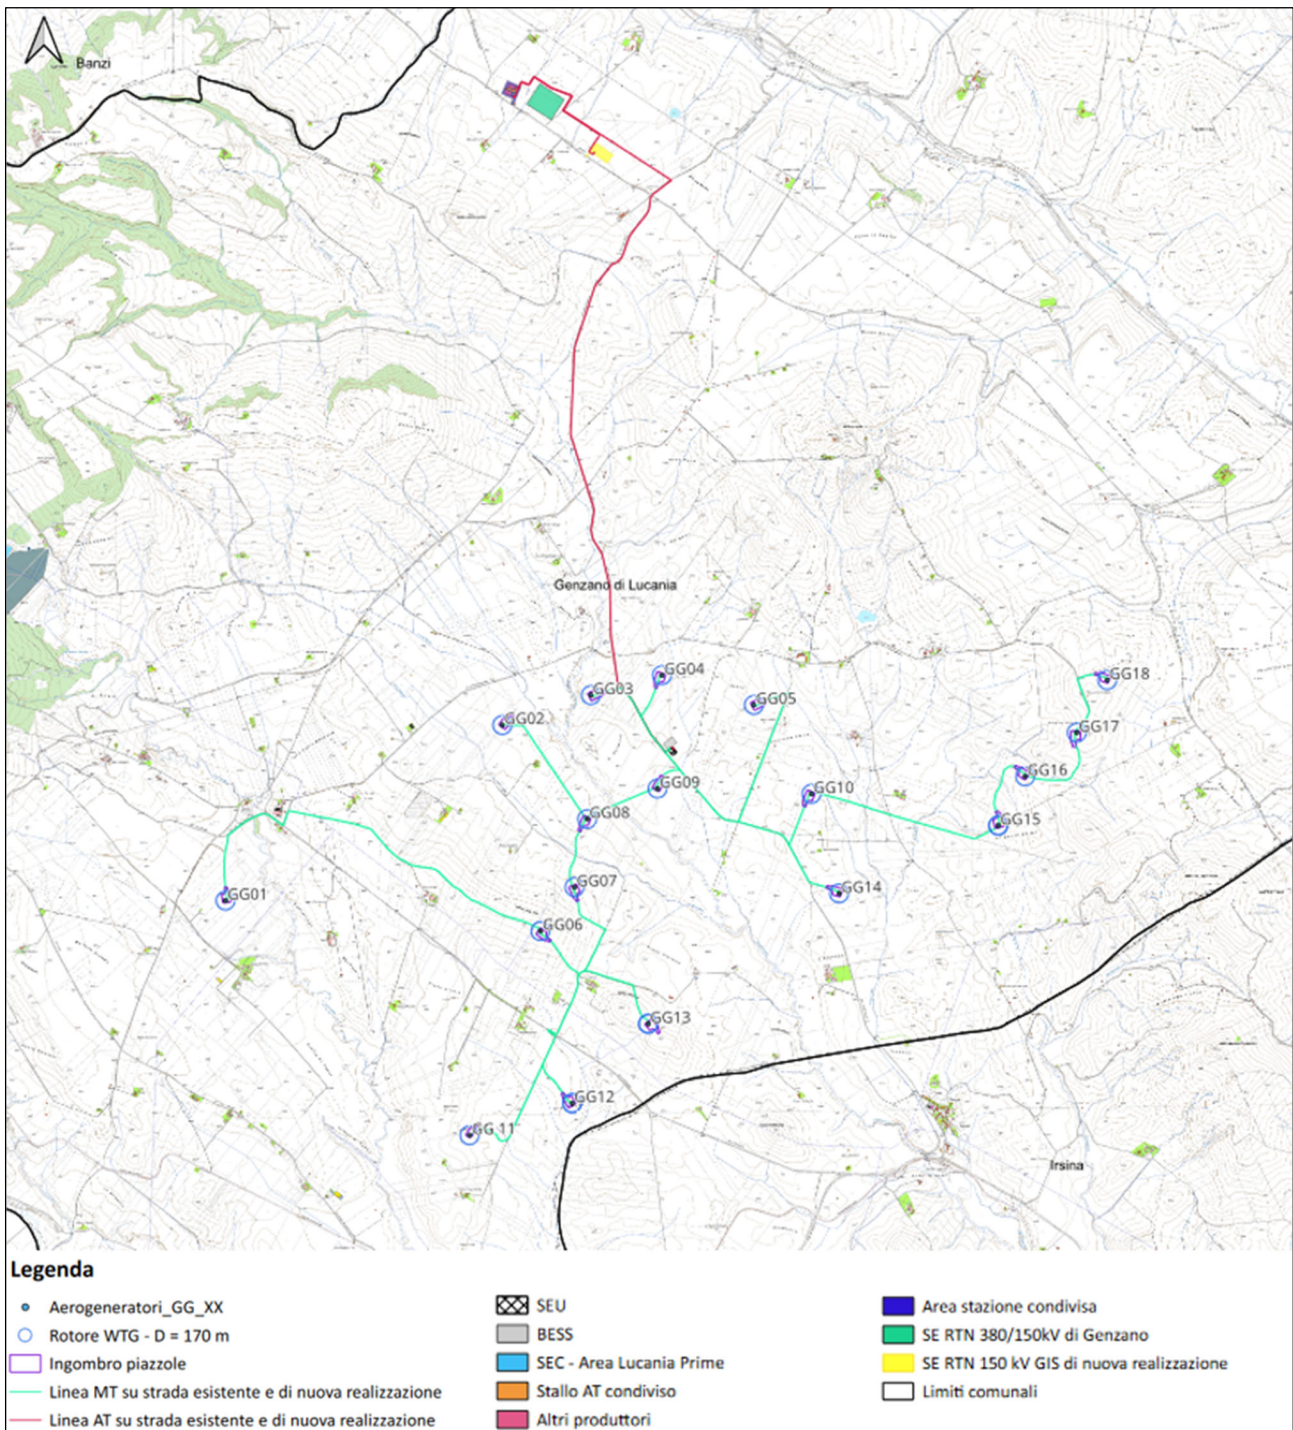 Banzi
Genzano di Lucania
GG04
GG18
GG03
GG05
GG02
GG17
GG16
GG09
GG10
GG08
GG15
GG07
GG14
GG01
GG06
GG13
GG12
GG 11
Irsina
Legenda
Aerogeneratori_GG_XX
Rotore WTG - D = 170 m
Ingombro piazzole
Linea MT su strada esistente e di nuova realizzazione
Linea AT su strada esistente e di nuova realizzazione
SEU
BESS
SEC - Area Lucania Prime
Stallo AT condiviso
Altri produttori
Area stazione condivisa
SE RTN 380/150kV di Genzano
SE RTN 150 kV GIS di nuova realizzazione
Limiti comunali